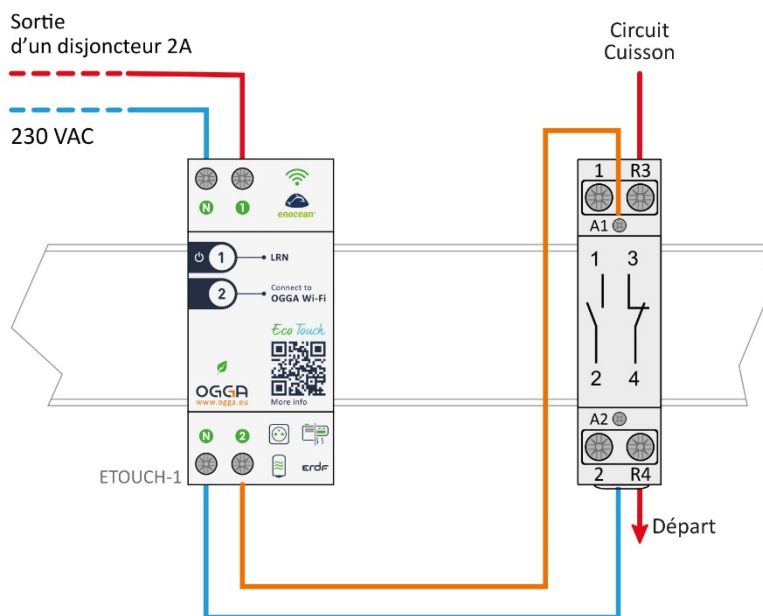 Sortie
d'un disjoncteur 2A
230 VAC
Circuit
Cuisson
N 1
enocean
1 LRN
2 Connect to
OGGA Wi-Fi
Eco Touch
OGGA
www.ogga.eu
More info
N 2
erdf
ETOUCH-1
1 R3
A1
1 3
2 4
A2
2 R4
Départ